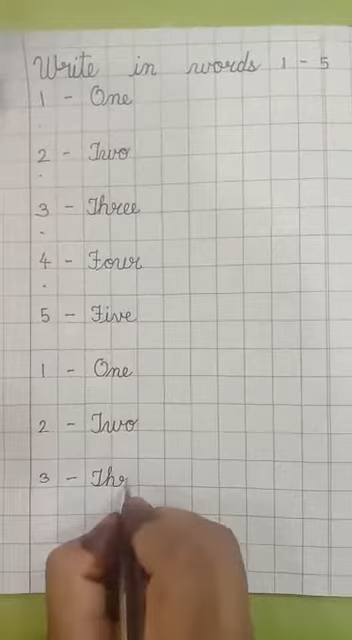 Write in words 1 - 5
1 - One
2 - Two
3 - Three
4 - Four
5 - Five
1 - One
2 - Two
3 - Thr